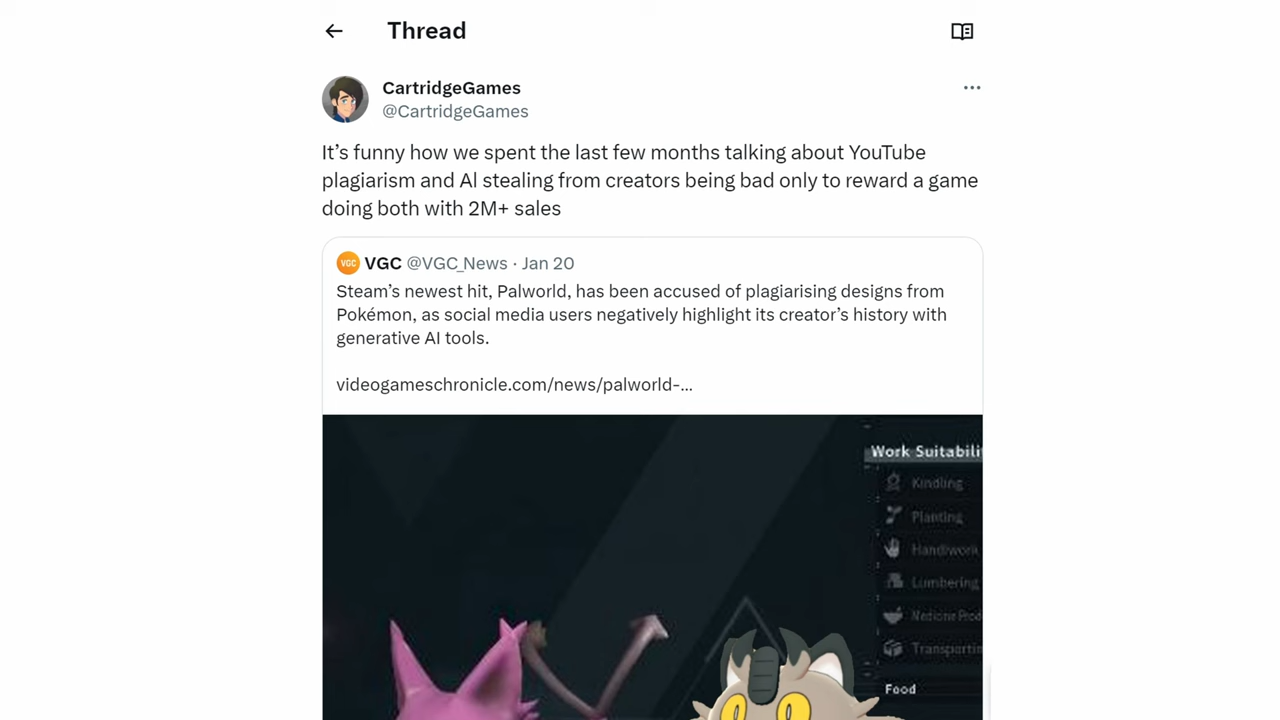 Thread
CartridgeGames
@CartridgeGames
It’s funny how we spent the last few months talking about YouTube
plagiarism and AI stealing from creators being bad only to reward a game
doing both with 2M+ sales
VGC
VGC @VGC_News · Jan 20
Steam’s newest hit, Palworld, has been accused of plagiarising designs from
Pokémon, as social media users negatively highlight its creator’s history with
generative AI tools.
videogameschronicle.com/news/palworld-...
Work Suitabili
Kindling
Planting
Handiwork
Lumbering
Medicine Prod
Transportin
Food